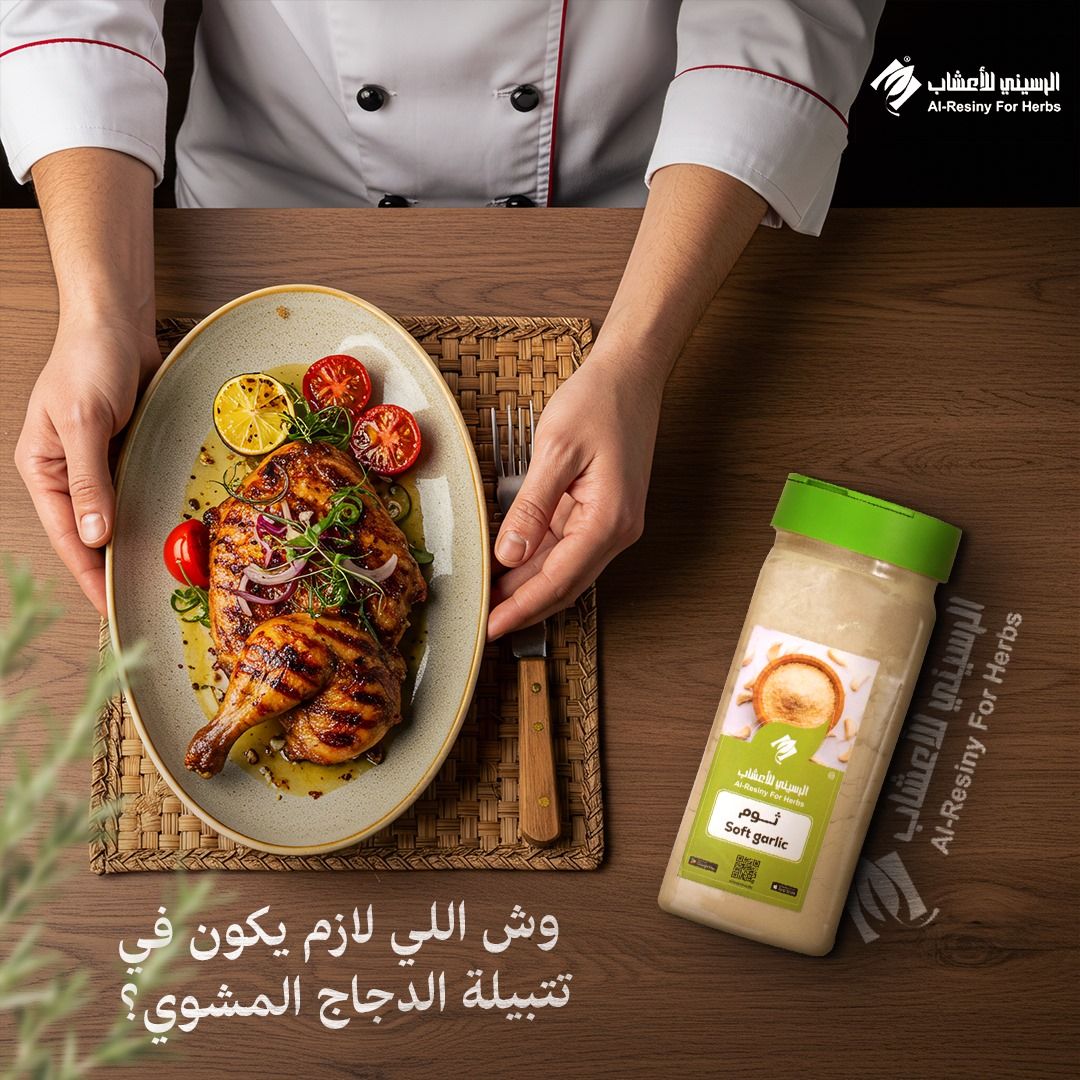 الرسيني للأعشاب
Al-Resiny For Herbs
الرسيني للأعشاب
Al-Resiny For Herbs
ثـــوم
Soft garlic
الرسيني للأعشاب
Al-Resiny For Herbs
وش اللي لازم يكون في
تتبيلة الدجاج المشوي؟